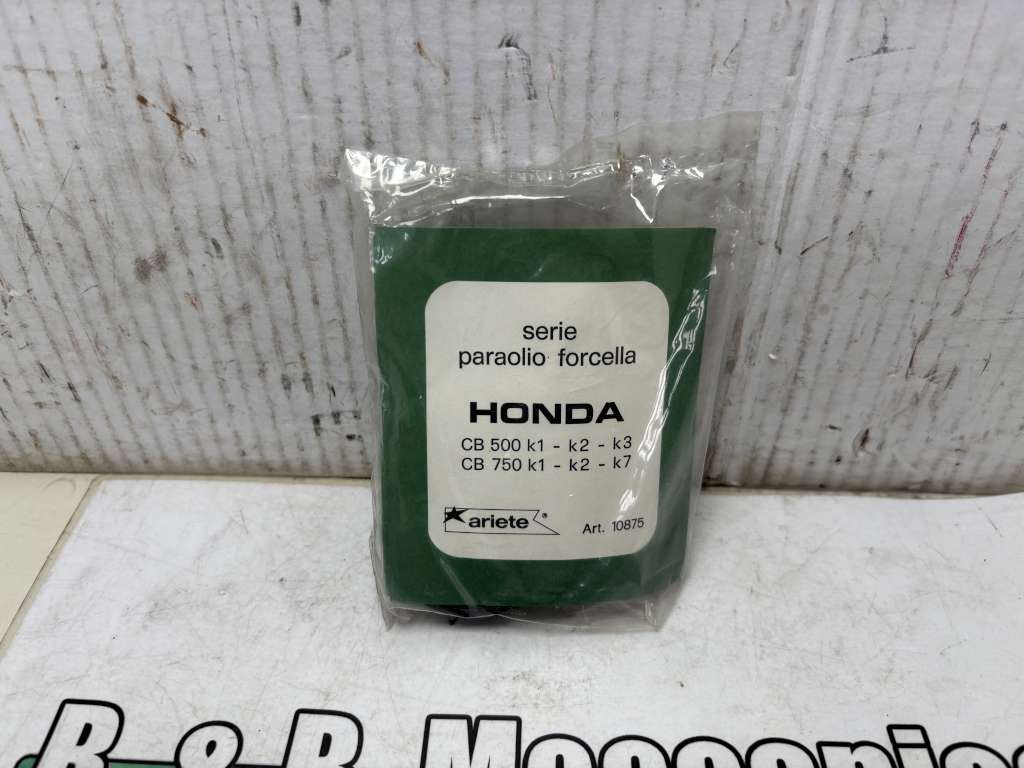 serie
paraolio forcella
HONDA
CB 500 k1 - k2 - k3
CB 750 k1 - k2 - k7
ariete®
Art. 10875
B & B